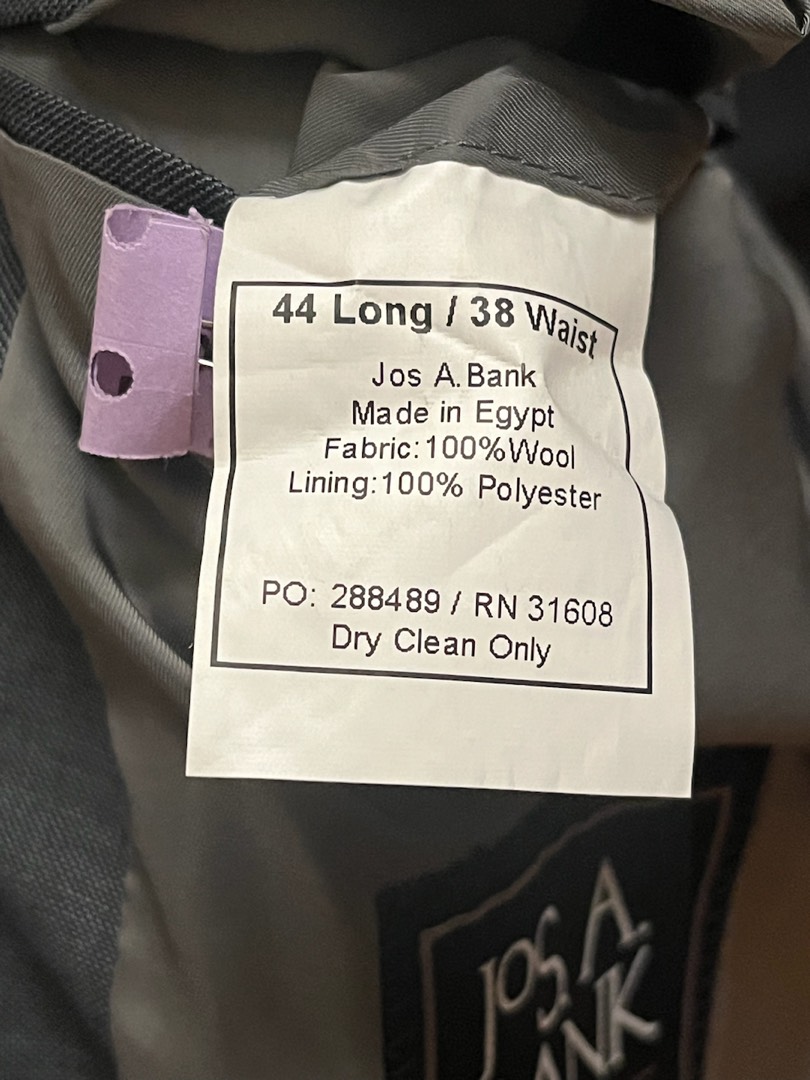 44 Long / 38 Waist
Jos A. Bank
Made in Egypt
Fabric:100%Wool
Lining:100% Polyester
PO: 288489 / RN 31608
Dry Clean Only
JOS A.